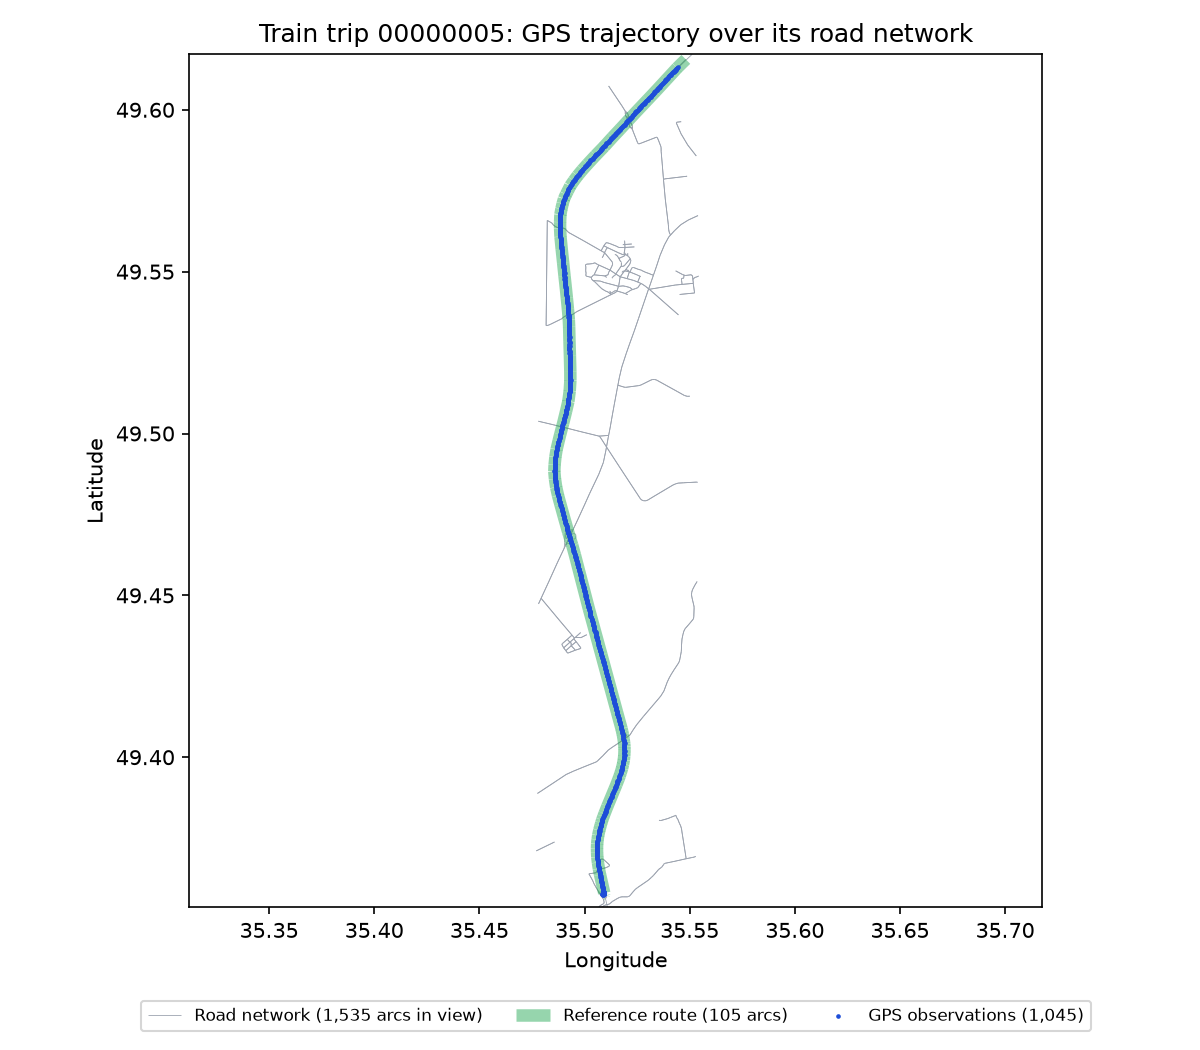 Train trip 00000005: GPS trajectory over its road network
49.60
49.55
49.50
49.45
49.40
Latitude
35.35 35.40 35.45 35.50 35.55 35.60 35.65 35.70
Longitude
Road network (1,535 arcs in view) Reference route (105 arcs) GPS observations (1,045)